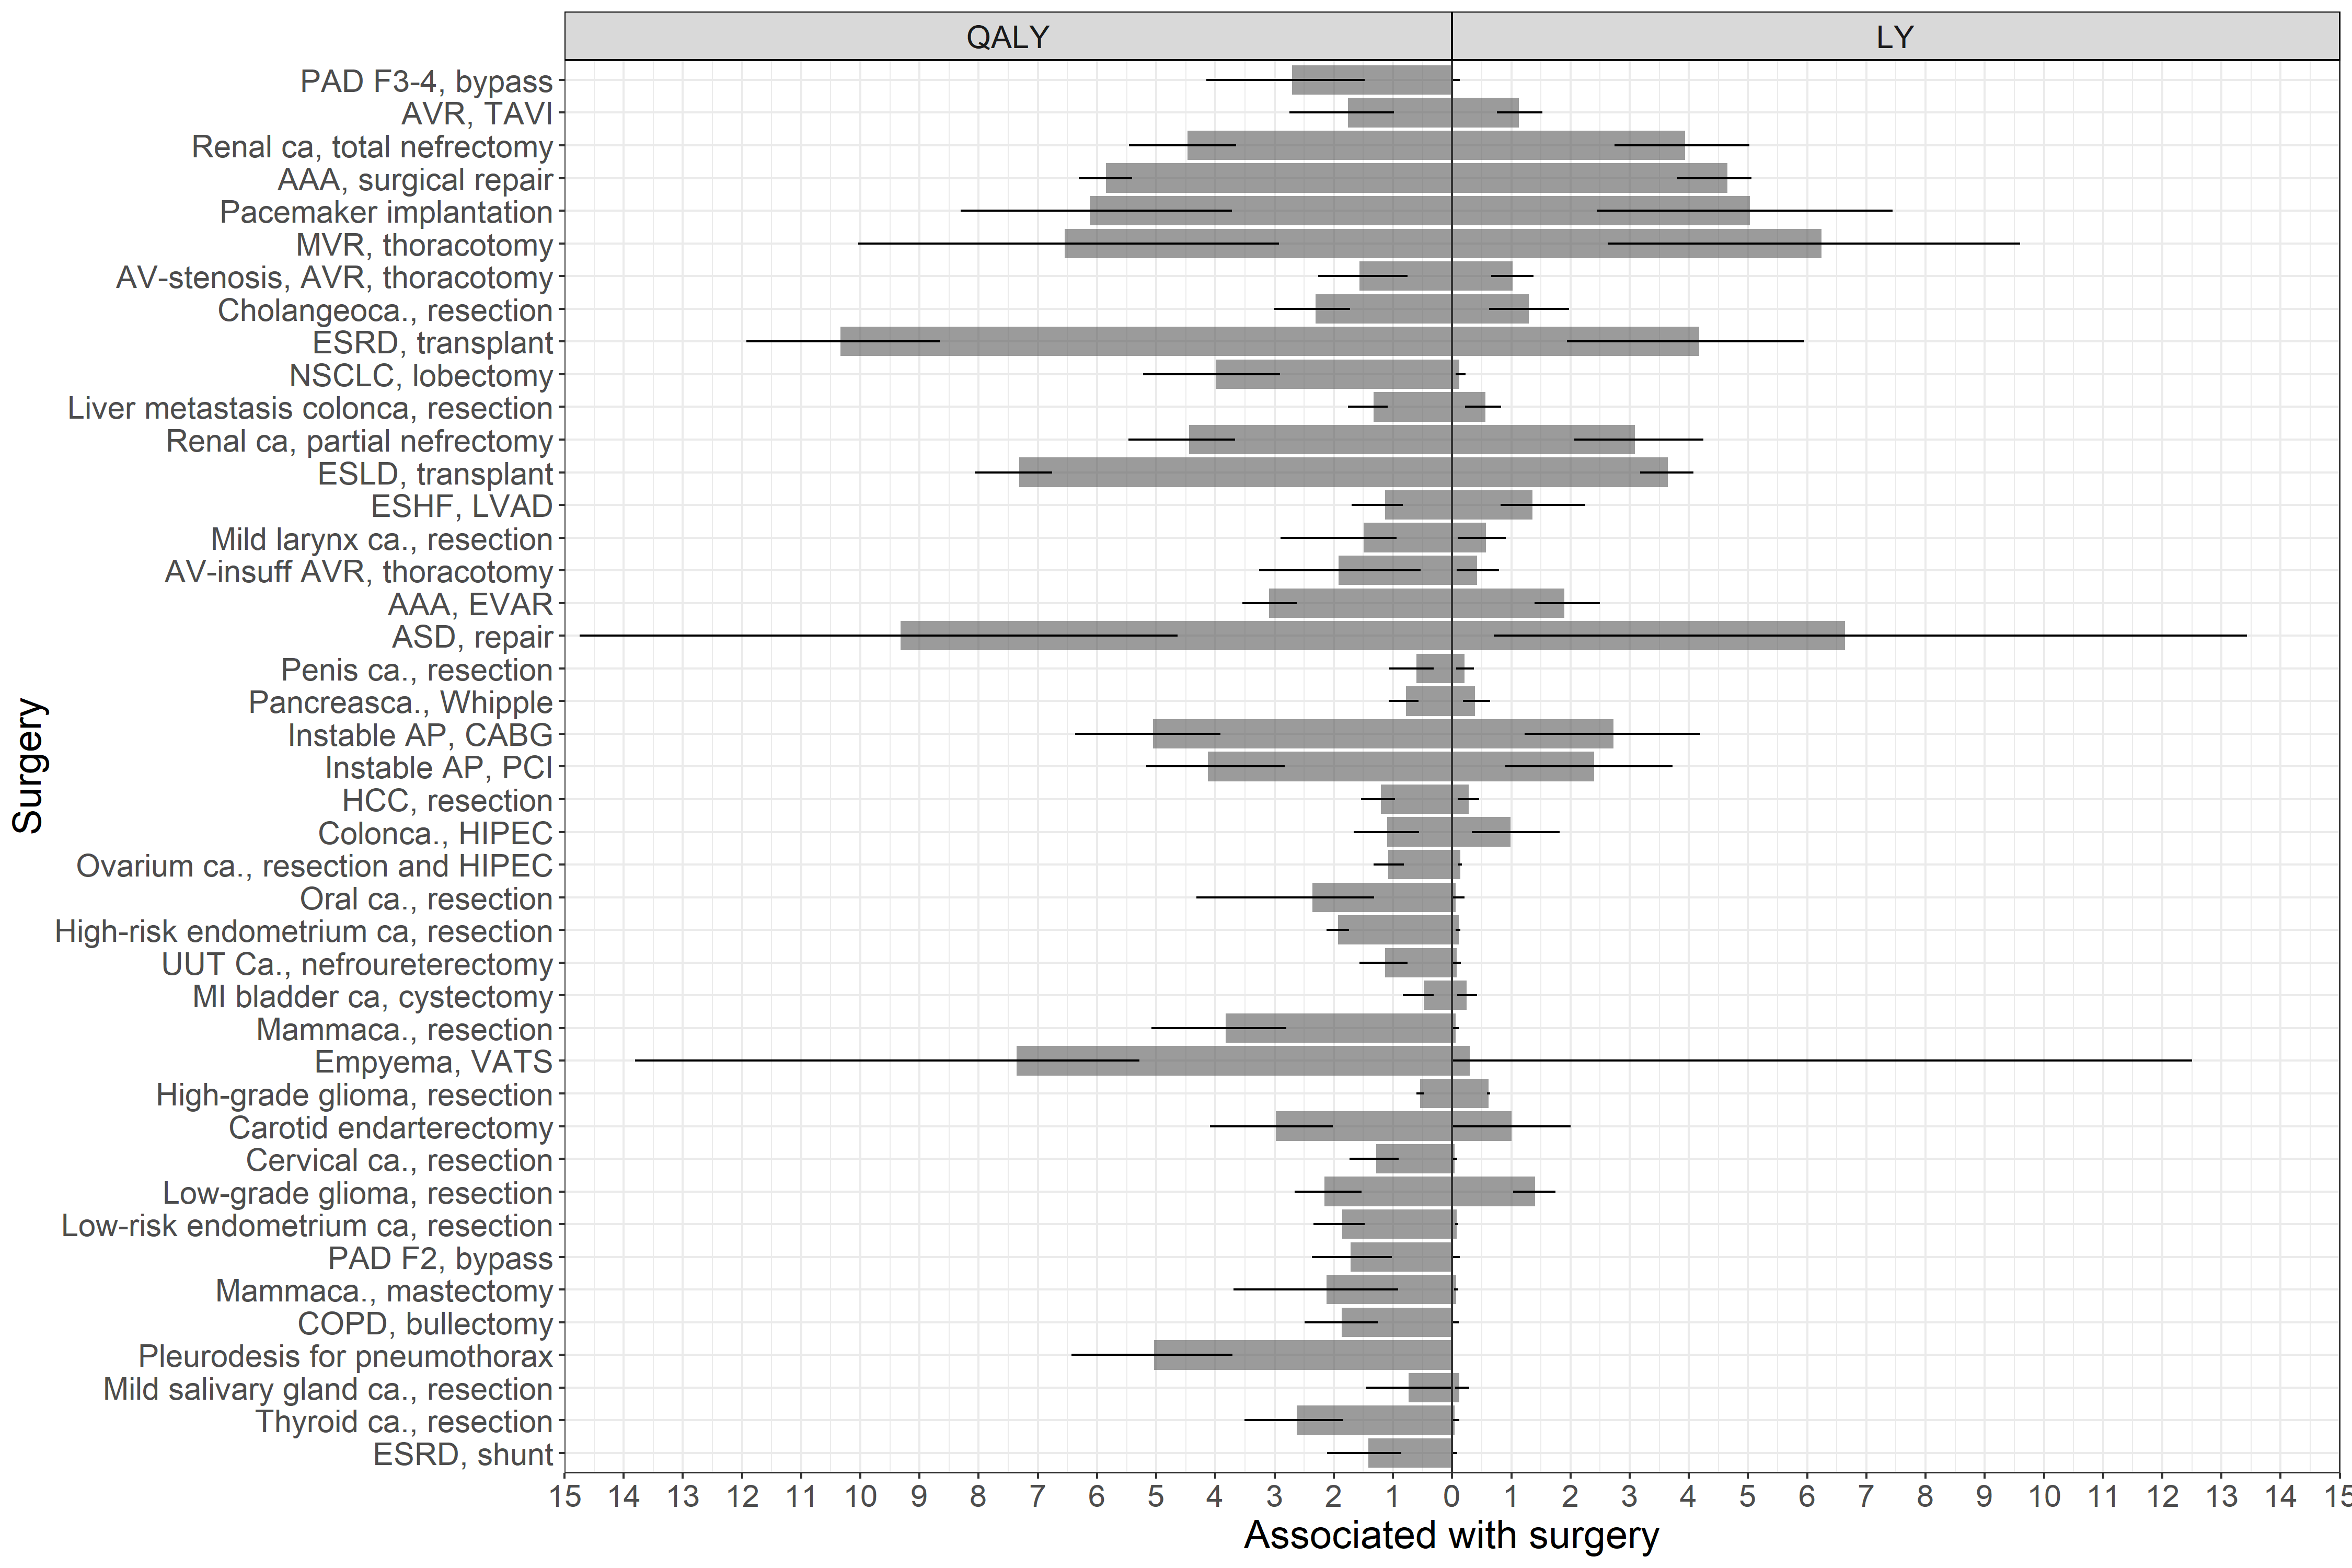 QALY LY
PAD F3-4, bypass
AVR, TAVI
Renal ca, total nefrectomy
AAA, surgical repair
Pacemaker implantation
MVR, thoracotomy
AV-stenosis, AVR, thoracotomy
Cholangeoca., resection
ESRD, transplant
NSCLC, lobectomy
Liver metastasis colonca, resection
Renal ca, partial nefrectomy
ESLD, transplant
ESHF, LVAD
Mild larynx ca., resection
AV-insuff AVR, thoracotomy
AAA, EVAR
ASD, repair
Penis ca., resection
Pancreasca., Whipple
Instable AP, CABG
Instable AP, PCI
HCC, resection
Colonca., HIPEC
Ovarium ca., resection and HIPEC
Oral ca., resection
High-risk endometrium ca, resection
UUT Ca., nefroureterectomy
MI bladder ca, cystectomy
Mammaca., resection
Empyema, VATS
High-grade glioma, resection
Carotid endarterectomy
Cervical ca., resection
Low-grade glioma, resection
Low-risk endometrium ca, resection
PAD F2, bypass
Mammaca., mastectomy
COPD, bullectomy
Pleurodesis for pneumothorax
Mild salivary gland ca., resection
Thyroid ca., resection
ESRD, shunt
Surgery
15 14 13 12 11 10 9 8 7 6 5 4 3 2 1 0 1 2 3 4 5 6 7 8 9 10 11 12 13 14 15
Associated with surgery